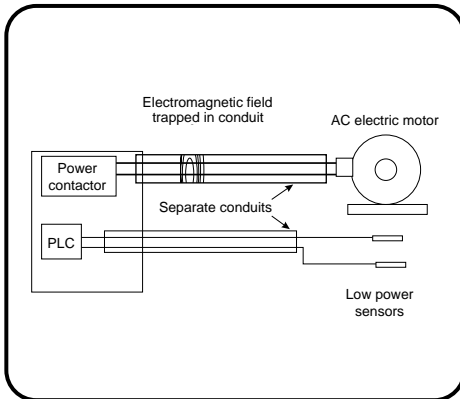 Electromagnetic field
trapped in conduit
AC electric motor
Power
contactor
Separate conduits
PLC
Low power
sensors